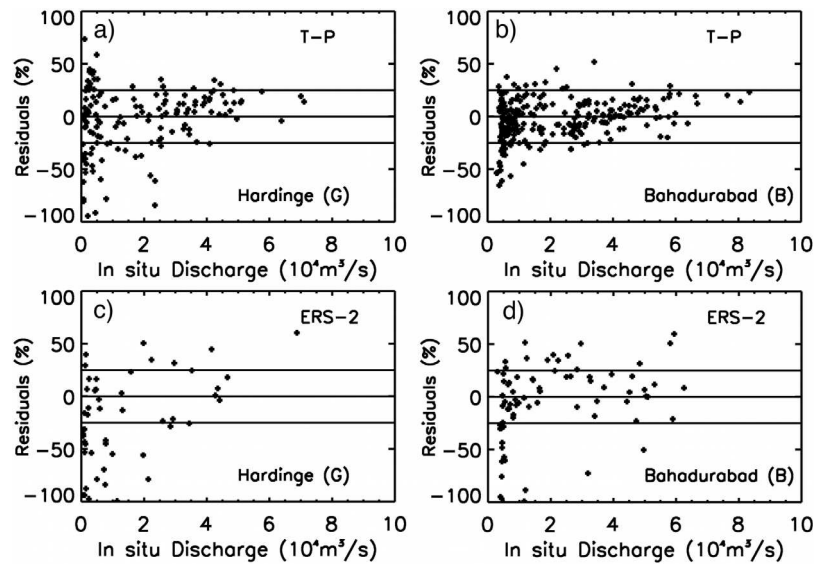 a)
T-P
100
50
0
-50
-100
Residuals (%)
Hardinge (G)
0 2 4 6 8 10
In situ Discharge (10⁴m³/s)
b)
T-P
100
50
0
-50
-100
Residuals (%)
Bahadurabad (B)
0 2 4 6 8 10
In situ Discharge (10⁴m³/s)
c)
ERS-2
100
50
0
-50
-100
Residuals (%)
Hardinge (G)
0 2 4 6 8 10
In situ Discharge (10⁴m³/s)
d)
ERS-2
100
50
0
-50
-100
Residuals (%)
Bahadurabad (B)
0 2 4 6 8 10
In situ Discharge (10⁴m³/s)